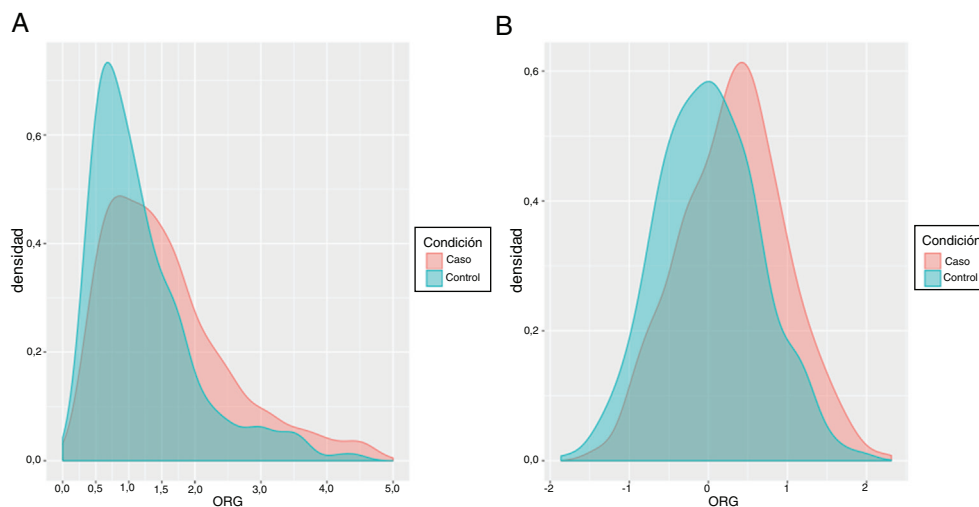 A
densidad
0,6
0,4
0,2
0,0
0,0 0,5 1,0 1,5 2,0 3,0 4,0 5,0
ORG
Condición
Caso
Control
B
densidad
0,6
0,4
0,2
0,0
-2 -1 0 1 2
ORG
Condición
Caso
Control